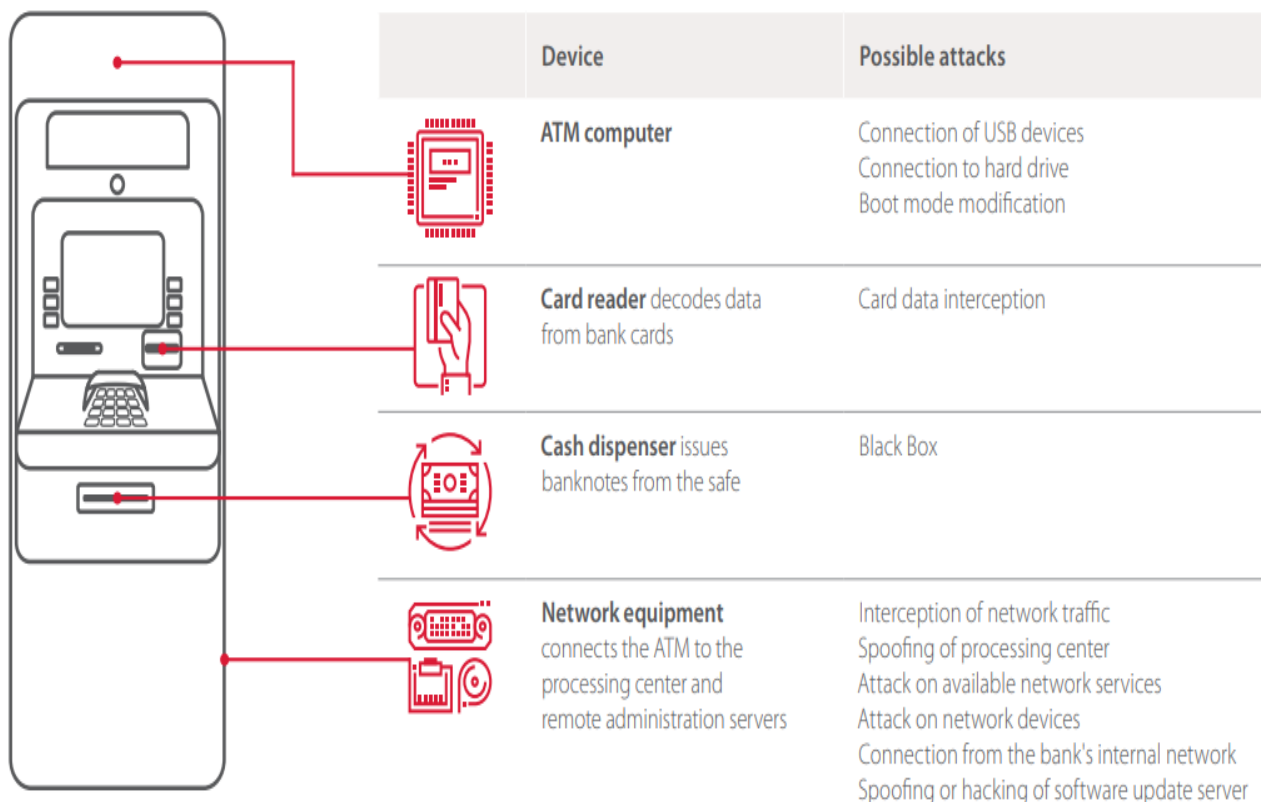 Device Possible attacks
ATM computer Connection of USB devices
Connection to hard drive
Boot mode modification
Card reader decodes data Card data interception
from bank cards
Cash dispenser issues Black Box
banknotes from the safe
Network equipment Interception of network traffic
connects the ATM to the Spoofing of processing center
processing center and Attack on available network services
remote administration servers Attack on network devices
Connection from the bank's internal network
Spoofing or hacking of software update server